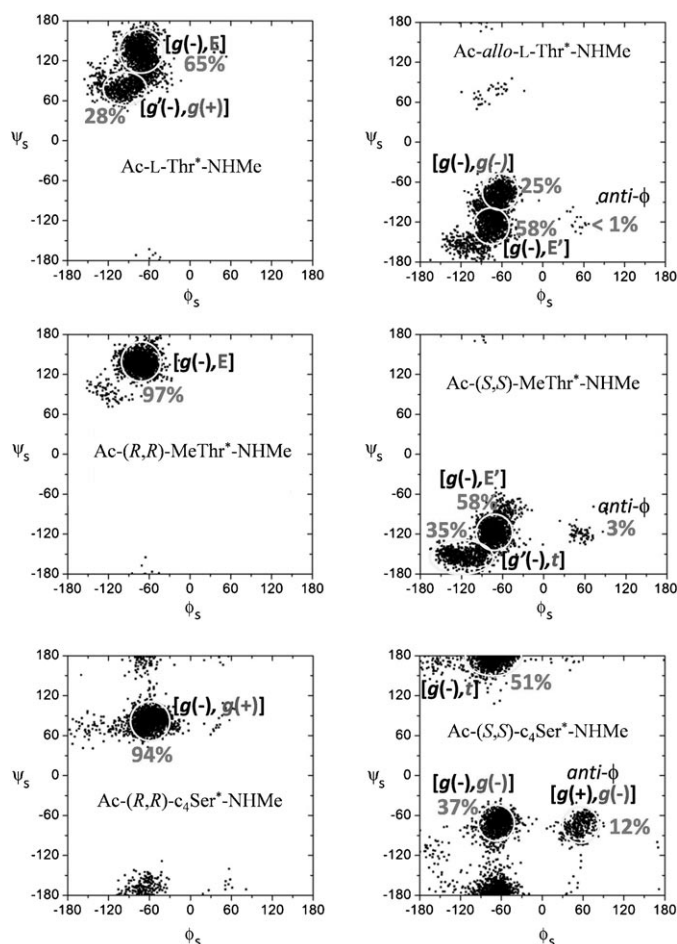 180
120
60
0
-60
-120
-180
ψs
[g(-),E]
65%
28%
[g'(-),g(+)]
Ac-L-Thr*-NHMe
-180 -120 -60 0 60 120 180
ϕs
180
120
60
0
-60
-120
-180
ψs
Ac-allo-L-Thr*-NHMe
[g(-),g(-)]
25%
anti-ϕ
58%
< 1%
[g(-),E’]
-180 -120 -60 0 60 120 180
ϕs
180
120
60
0
-60
-120
-180
ψs
[g(-),E]
97%
Ac-(R,R)-MeThr*-NHMe
-180 -120 -60 0 60 120 180
ϕs
180
120
60
0
-60
-120
-180
ψs
Ac-(S,S)-MeThr*-NHMe
[g(-),E’]
58%
anti-ϕ
35%
3%
[g’(-),t]
-180 -120 -60 0 60 120 180
ϕs
180
120
60
0
-60
-120
-180
ψs
[g(-), g(+)]
94%
Ac-(R,R)-c4Ser*-NHMe
-180 -120 -60 0 60 120 180
ϕs
180
120
60
0
-60
-120
-180
ψs
[g(-),t]
51%
Ac-(S,S)-c4Ser*-NHMe
[g(-),g(-)]
37%
anti-ϕ
[g(+),g(-)]
12%
-180 -120 -60 0 60 120 180
ϕs